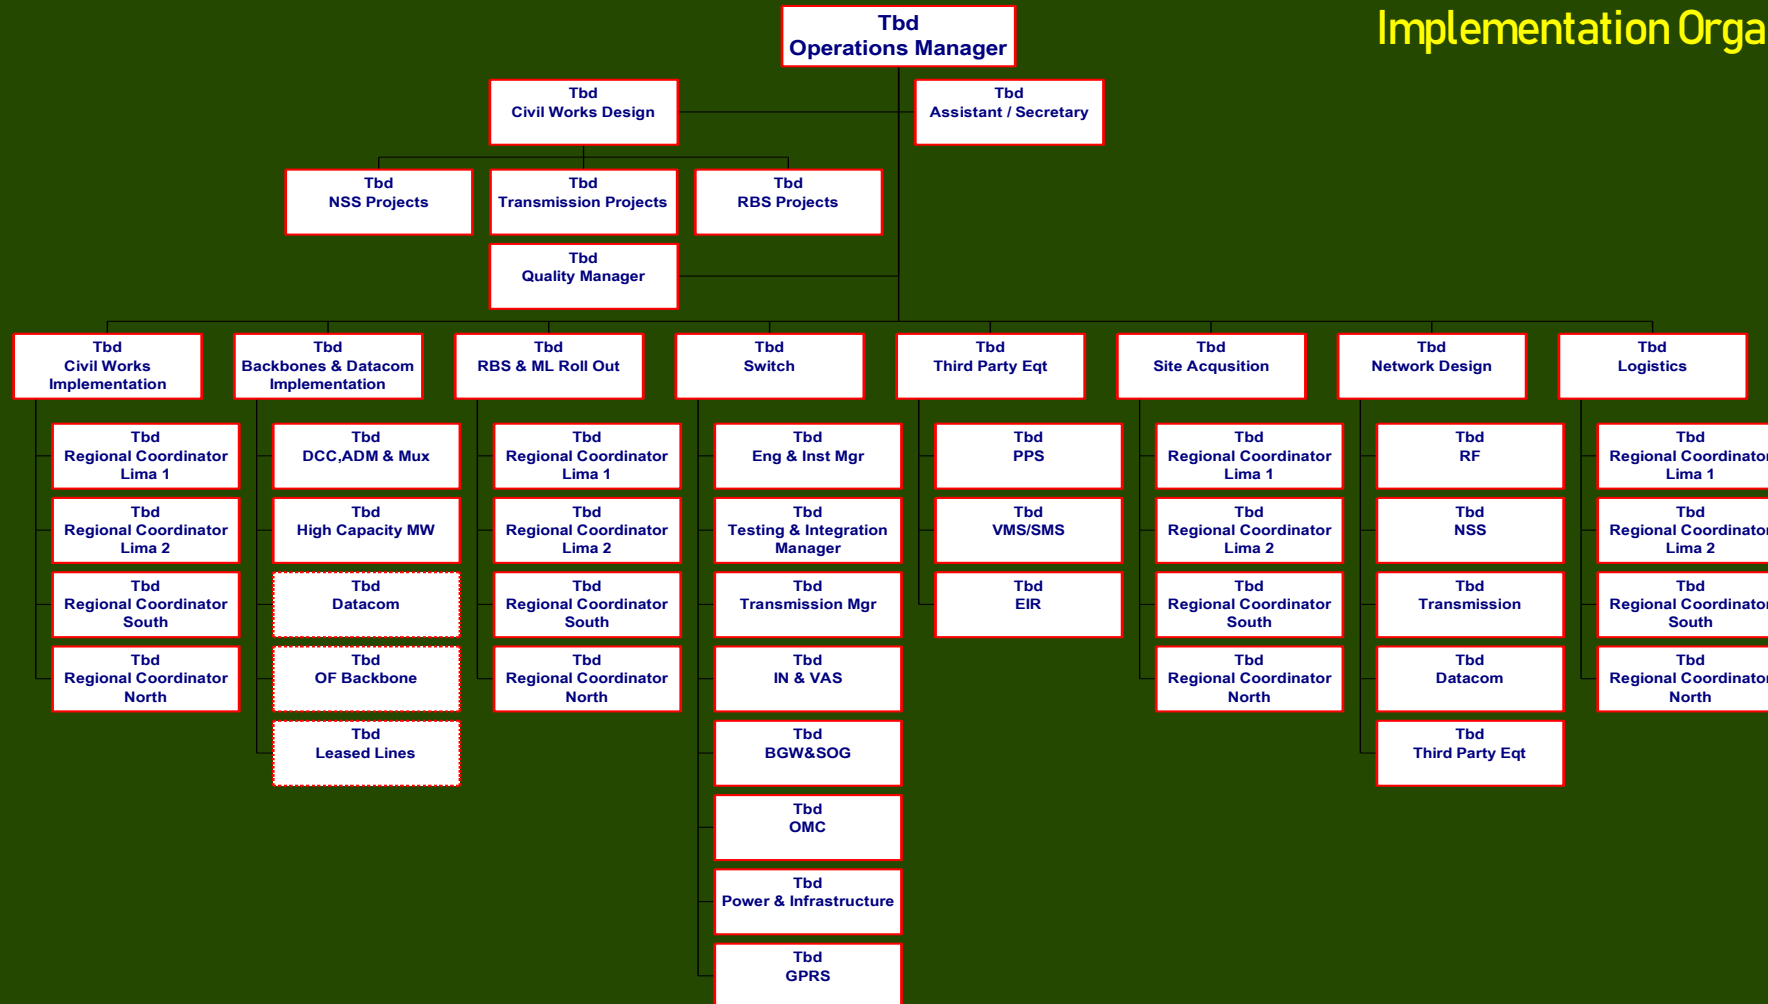 Implementation Orga
Tbd
Operations Manager
Tbd
Civil Works Design
Tbd
Assistant / Secretary
Tbd
NSS Projects
Tbd
Transmission Projects
Tbd
RBS Projects
Tbd
Quality Manager
Tbd
Civil Works
Implementation
Tbd
Regional Coordinator
Lima 1
Tbd
Regional Coordinator
Lima 2
Tbd
Regional Coordinator
South
Tbd
Regional Coordinator
North
Tbd
Backbones & Datacom
Implementation
Tbd
DCC,ADM & Mux
Tbd
High Capacity MW
Tbd
Datacom
Tbd
OF Backbone
Tbd
Leased Lines
Tbd
RBS & ML Roll Out
Tbd
Regional Coordinator
Lima 1
Tbd
Regional Coordinator
Lima 2
Tbd
Regional Coordinator
South
Tbd
Regional Coordinator
North
Tbd
Switch
Tbd
Eng & Inst Mgr
Tbd
Testing & Integration
Manager
Tbd
Transmission Mgr
Tbd
IN & VAS
Tbd
BGW&SOG
Tbd
OMC
Tbd
Power & Infrastructure
Tbd
GPRS
Tbd
Third Party Eqt
Tbd
PPS
Tbd
VMS/SMS
Tbd
EIR
Tbd
Site Acqusition
Tbd
Regional Coordinator
Lima 1
Tbd
Regional Coordinator
Lima 2
Tbd
Regional Coordinator
South
Tbd
Regional Coordinator
North
Tbd
Network Design
Tbd
RF
Tbd
NSS
Tbd
Transmission
Tbd
Datacom
Tbd
Third Party Eqt
Tbd
Logistics
Tbd
Regional Coordinator
Lima 1
Tbd
Regional Coordinator
Lima 2
Tbd
Regional Coordinator
South
Tbd
Regional Coordinator
North